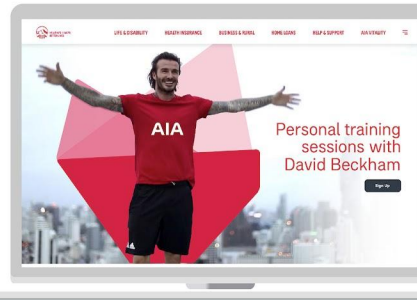 LIFE & DISABILITY
HEALTH INSURANCE
BUSINESS & RURAL
HOME LOANS
HELP & SUPPORT
AIA VITALITY
AIA
Personal training
sessions with
David Beckham
Sign Up